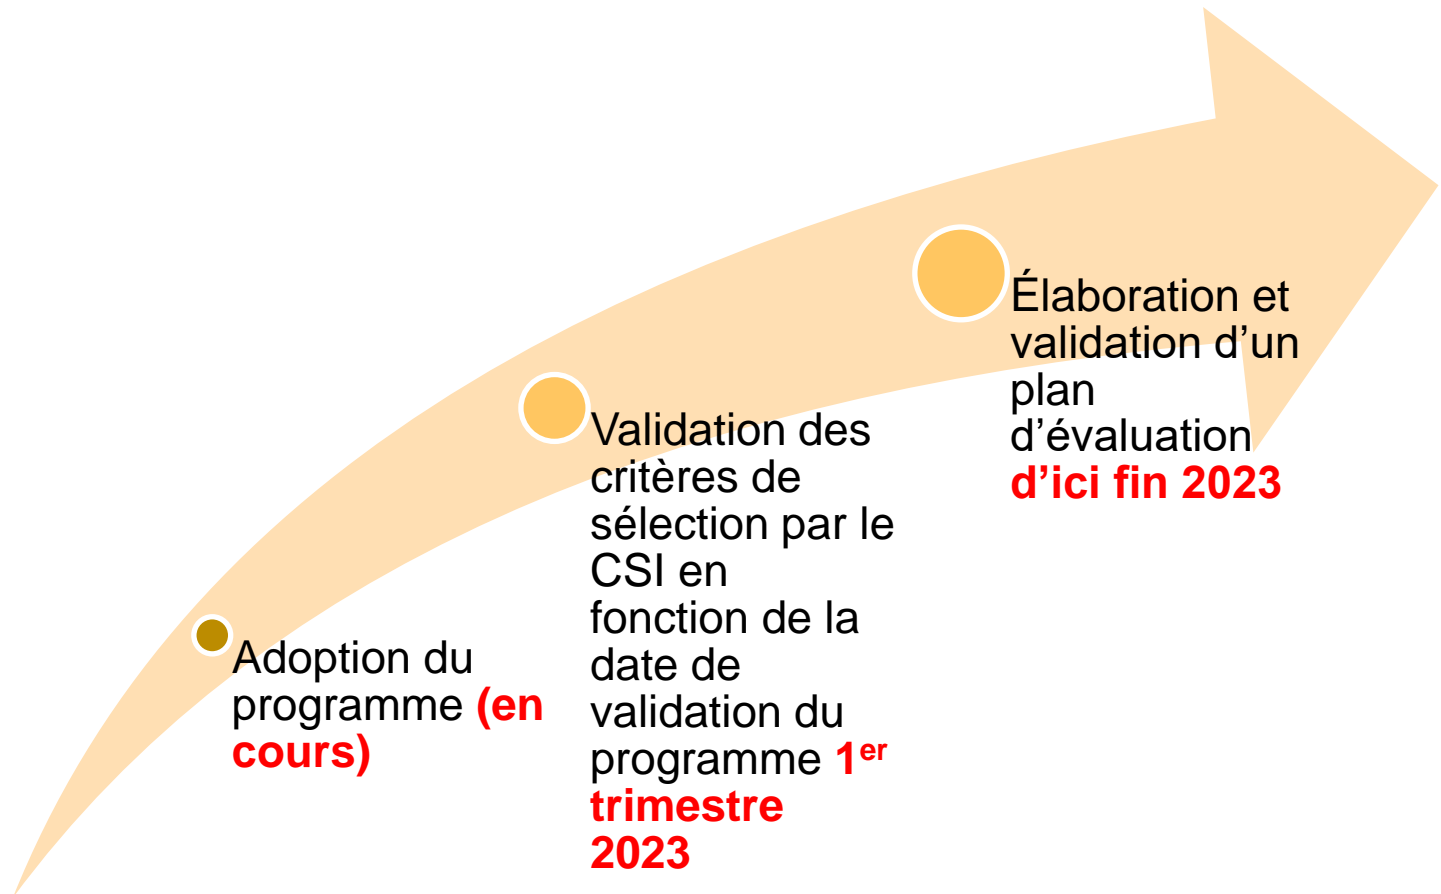 Adoption du
programme (en
cours)
Validation des
critères de
sélection par le
CSI en
fonction de la
date de
validation du
programme 1er
trimestre
2023
Élaboration et
validation d’un
plan
d’évaluation
d’ici fin 2023